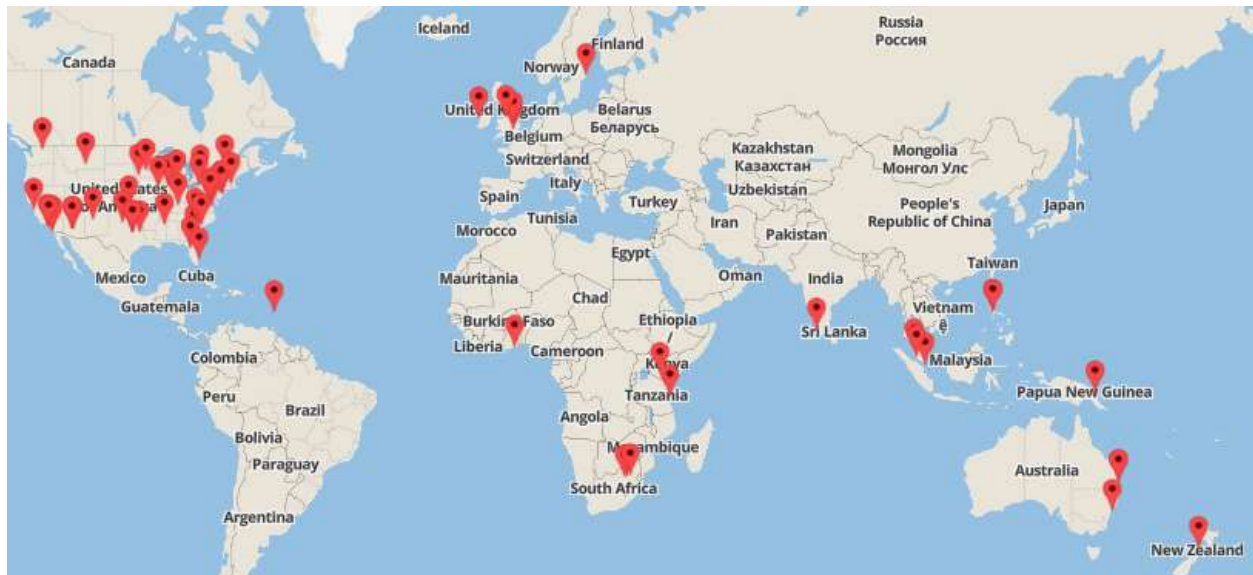 Iceland
Russia
Россия
Finland
Canada
Norway
United Kingdom
Belarus
Беларусь
Belgium
Kazakhstan
Казахстан
Mongolia
Монгол Улс
Switzerland
United States
Italy
Uzbekistan
Spain
Turkey
People's
Republic of China
Japan
Tunisia
Iran
Morocco
Pakistan
Egypt
Taiwan
Mexico
Cuba
Mauritania
Oman
India
Chad
Guatemala
Vietnam
Burkina Faso
Ethiopia
Sri Lanka
Liberia
Cameroon
Colombia
Kenya
Malaysia
Peru
Tanzania
Papua New Guinea
Brazil
Angola
Bolivia
Mozambique
Paraguay
Australia
South Africa
Argentina
New Zealand